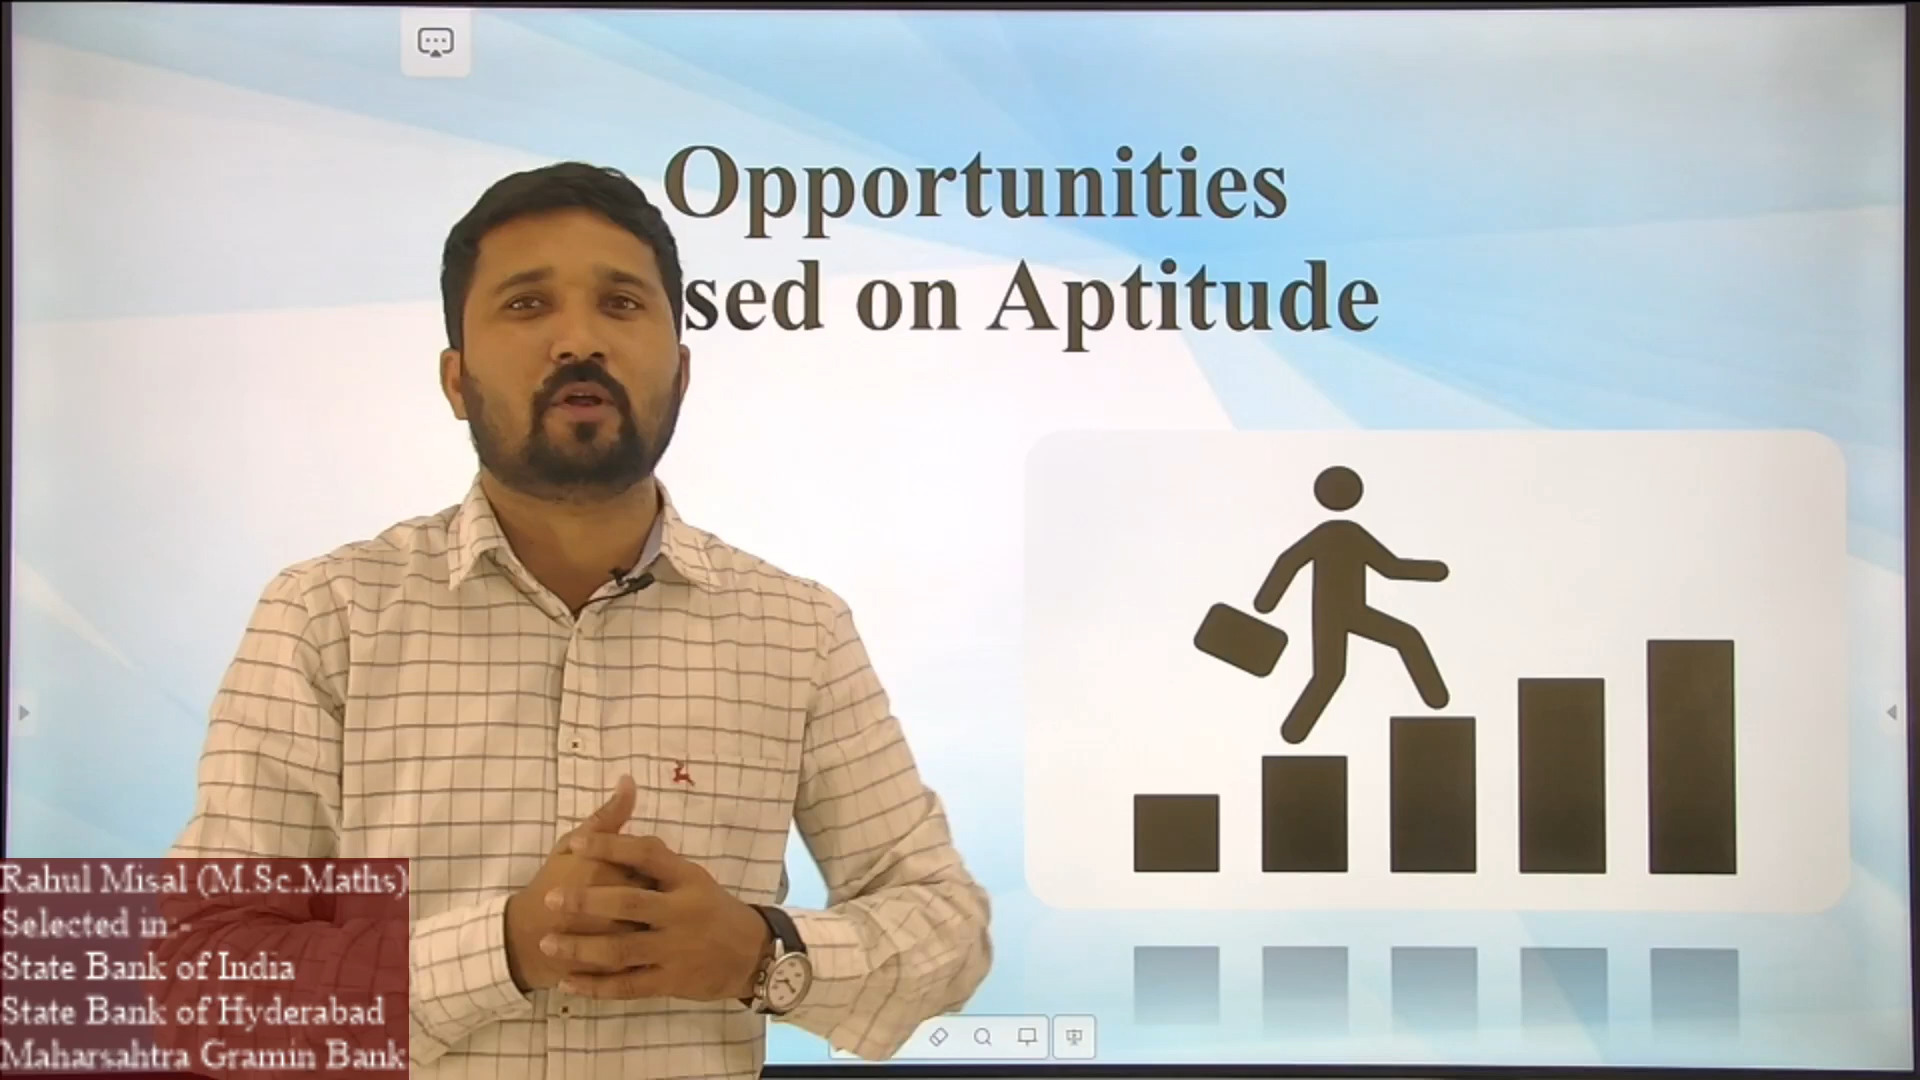 Opportunities
sed on Aptitude
Rahul Misal (M.Sc.Maths)
Selected in:-
State Bank of India
State Bank of Hyderabad
Maharsahtra Gramin Bank